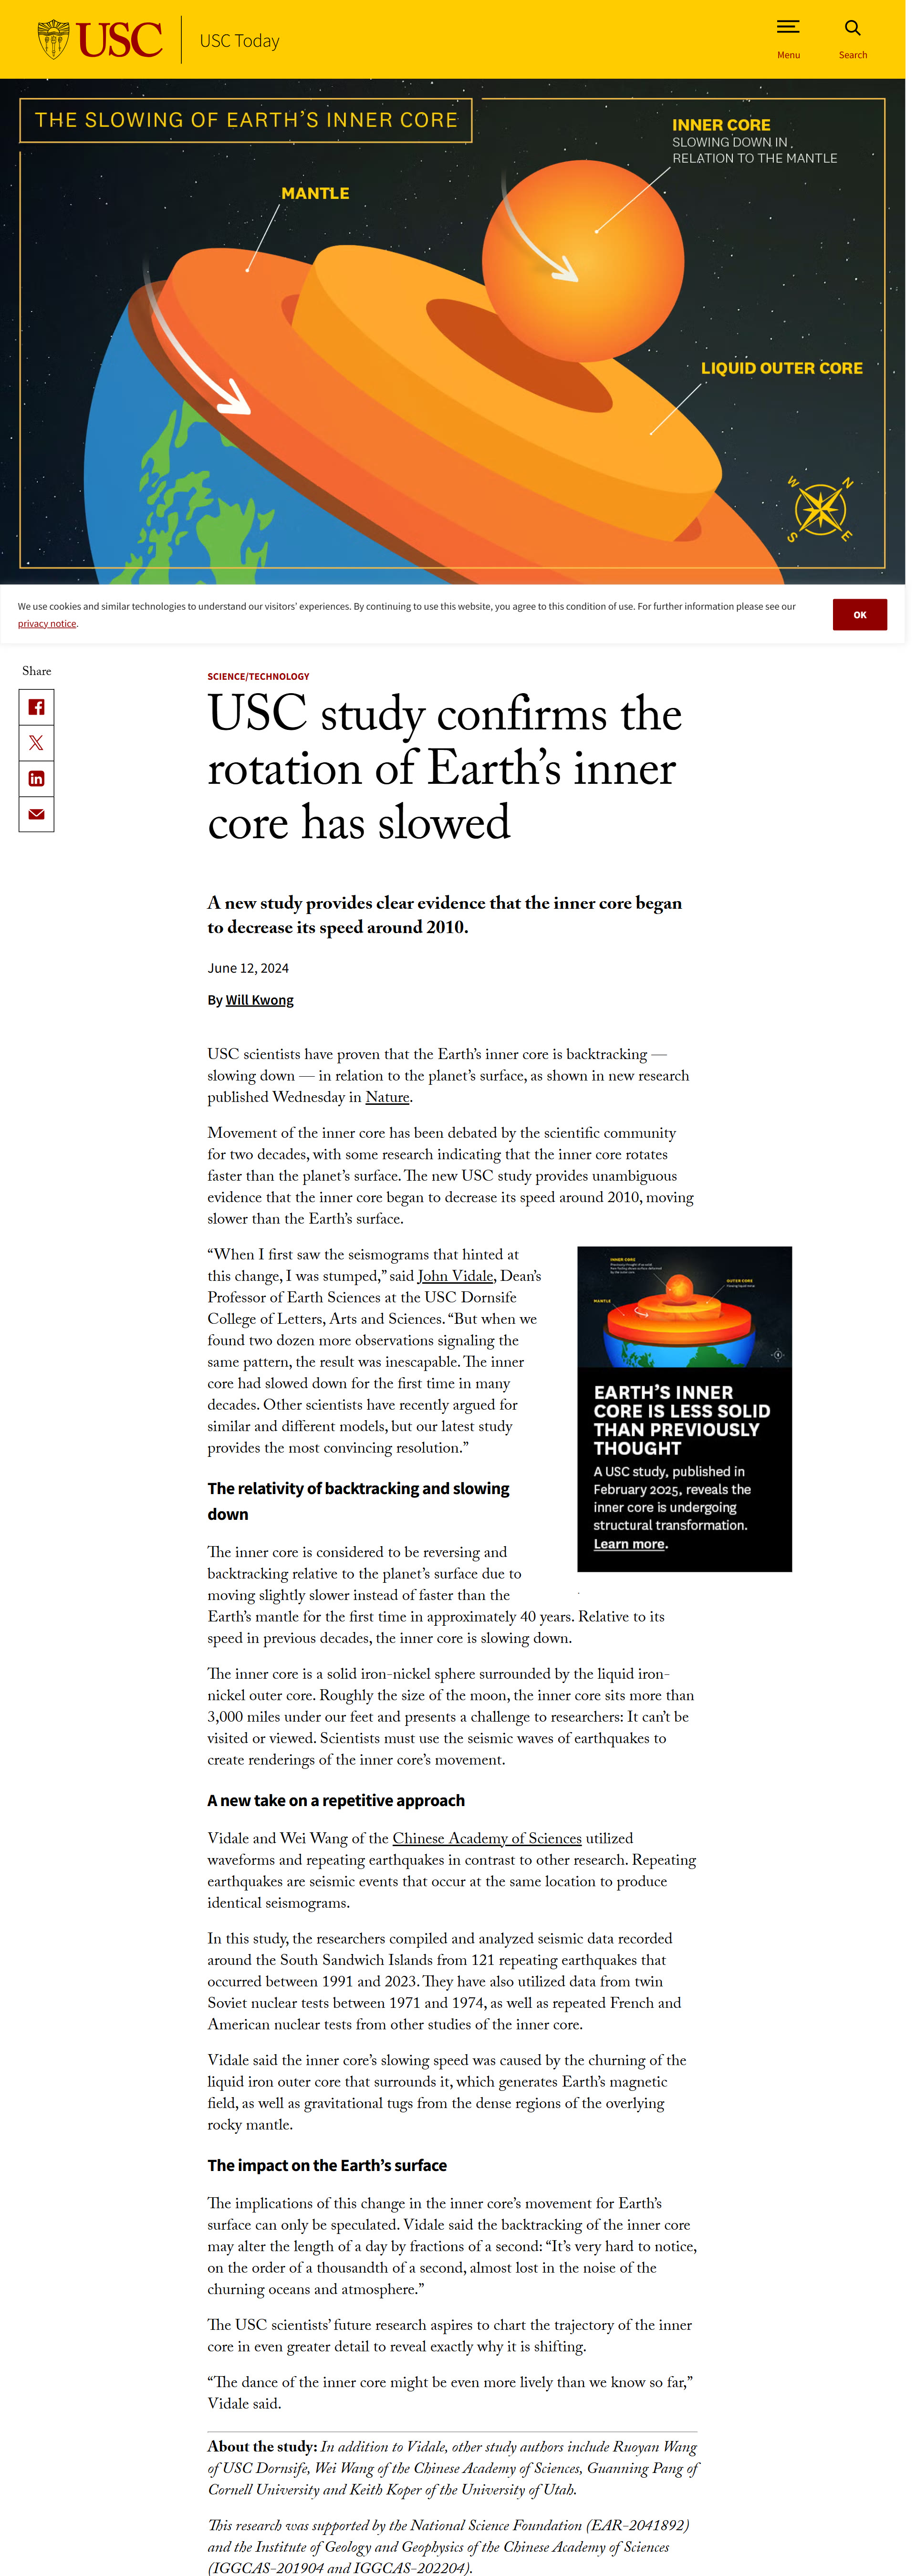 USC
USC Today
Menu
Search
THE SLOWING OF EARTH'S INNER CORE
INNER CORE
SLOWING DOWN IN
RELATION TO THE MANTLE
MANTLE
LIQUID OUTER CORE
W N
S E
We use cookies and similar technologies to understand our visitors' experiences. By continuing to use this website, you agree to this condition of use. For further information please see our
privacy notice.
OK
Share
SCIENCE/TECHNOLOGY
USC study confirms the
rotation of Earth’s inner
core has slowed
A new study provides clear evidence that the inner core began
to decrease its speed around 2010.
June 12, 2024
By Will Kwong
USC scientists have proven that the Earth’s inner core is backtracking —
slowing down — in relation to the planet’s surface, as shown in new research
published Wednesday in Nature.
Movement of the inner core has been debated by the scientific community
for two decades, with some research indicating that the inner core rotates
faster than the planet’s surface. The new USC study provides unambiguous
evidence that the inner core began to decrease its speed around 2010, moving
slower than the Earth’s surface.
“When I first saw the seismograms that hinted at
this change, I was stumped,” said John Vidale, Dean’s
Professor of Earth Sciences at the USC Dornsife
College of Letters, Arts and Sciences. “But when we
found two dozen more observations signaling the
same pattern, the result was inescapable. The inner
core had slowed down for the first time in many
decades. Other scientists have recently argued for
similar and different models, but our latest study
provides the most convincing resolution.”
INNER CORE
OUTER CORE
MANTLE
EARTH’S INNER
CORE IS LESS SOLID
THAN PREVIOUSLY
THOUGHT
A USC study, published in
February 2025, reveals the
inner core is undergoing
structural transformation.
Learn more.
The relativity of backtracking and slowing
down
The inner core is considered to be reversing and
backtracking relative to the planet’s surface due to
moving slightly slower instead of faster than the
Earth’s mantle for the first time in approximately 40 years. Relative to its
speed in previous decades, the inner core is slowing down.
The inner core is a solid iron-nickel sphere surrounded by the liquid iron-
nickel outer core. Roughly the size of the moon, the inner core sits more than
3,000 miles under our feet and presents a challenge to researchers: It can’t be
visited or viewed. Scientists must use the seismic waves of earthquakes to
create renderings of the inner core’s movement.
A new take on a repetitive approach
Vidale and Wei Wang of the Chinese Academy of Sciences utilized
waveforms and repeating earthquakes in contrast to other research. Repeating
earthquakes are seismic events that occur at the same location to produce
identical seismograms.
In this study, the researchers compiled and analyzed seismic data recorded
around the South Sandwich Islands from 121 repeating earthquakes that
occurred between 1991 and 2023. They have also utilized data from twin
Soviet nuclear tests between 1971 and 1974, as well as repeated French and
American nuclear tests from other studies of the inner core.
Vidale said the inner core’s slowing speed was caused by the churning of the
liquid iron outer core that surrounds it, which generates Earth’s magnetic
field, as well as gravitational tugs from the dense regions of the overlying
rocky mantle.
The impact on the Earth’s surface
The implications of this change in the inner core’s movement for Earth’s
surface can only be speculated. Vidale said the backtracking of the inner core
may alter the length of a day by fractions of a second: “It’s very hard to notice,
on the order of a thousandth of a second, almost lost in the noise of the
churning oceans and atmosphere.”
The USC scientists’ future research aspires to chart the trajectory of the inner
core in even greater detail to reveal exactly why it is shifting.
“The dance of the inner core might be even more lively than we know so far,”
Vidale said.
About the study: In addition to Vidale, other study authors include Ruoyan Wang
of USC Dornsife, Wei Wang of the Chinese Academy of Sciences, Guanning Pang of
Cornell University and Keith Koper of the University of Utah.
This research was supported by the National Science Foundation (EAR-2041892)
and the Institute of Geology and Geophysics of the Chinese Academy of Sciences
(IGGCAS-201904 and IGGCAS-202204).